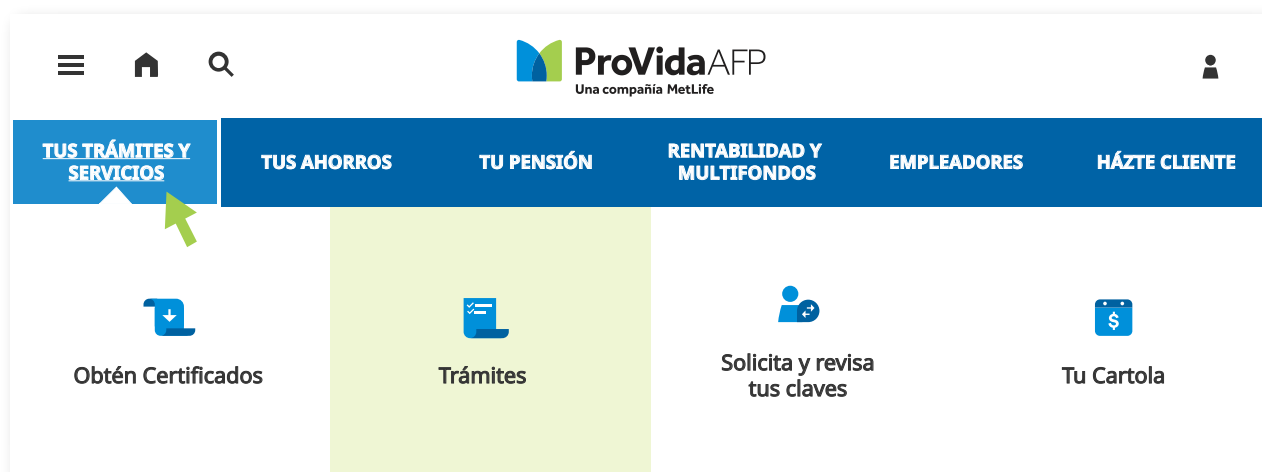 ProVida AFP
Una compañía MetLife
TUS TRÁMITES Y
SERVICIOS
TUS AHORROS
TU PENSIÓN
RENTABILIDAD Y
MULTIFONDOS
EMPLEADORES
HÁZTE CLIENTE
Obtén Certificados
Trámites
Solicita y revisa
tus claves
$
Tu Cartola